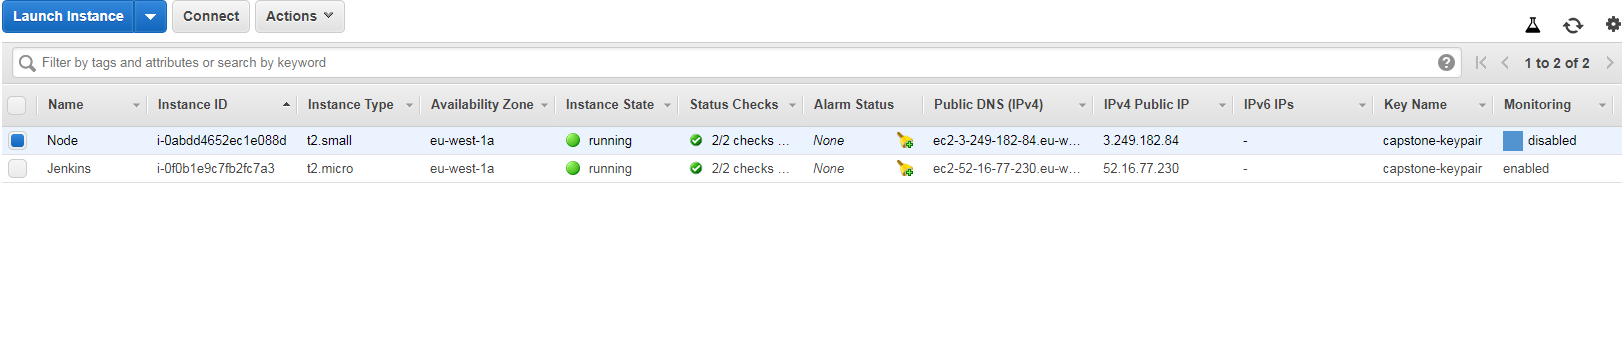 Launch Instance Connect Actions
Filter by tags and attributes or search by keyword ? 1 to 2 of 2
Name Instance ID Instance Type Availability Zone Instance State Status Checks Alarm Status Public DNS (IPv4) IPv4 Public IP IPv6 IPs Key Name Monitoring
Node i-0abdd4652ec1e088d t2.small eu-west-1a running 2/2 checks ... None ec2-3-249-182-84.eu-w... 3.249.182.84 - capstone-keypair disabled
Jenkins i-0f0b1e9c7fb2fc7a3 t2.micro eu-west-1a running 2/2 checks ... None ec2-52-16-77-230.eu-w... 52.16.77.230 - capstone-keypair enabled